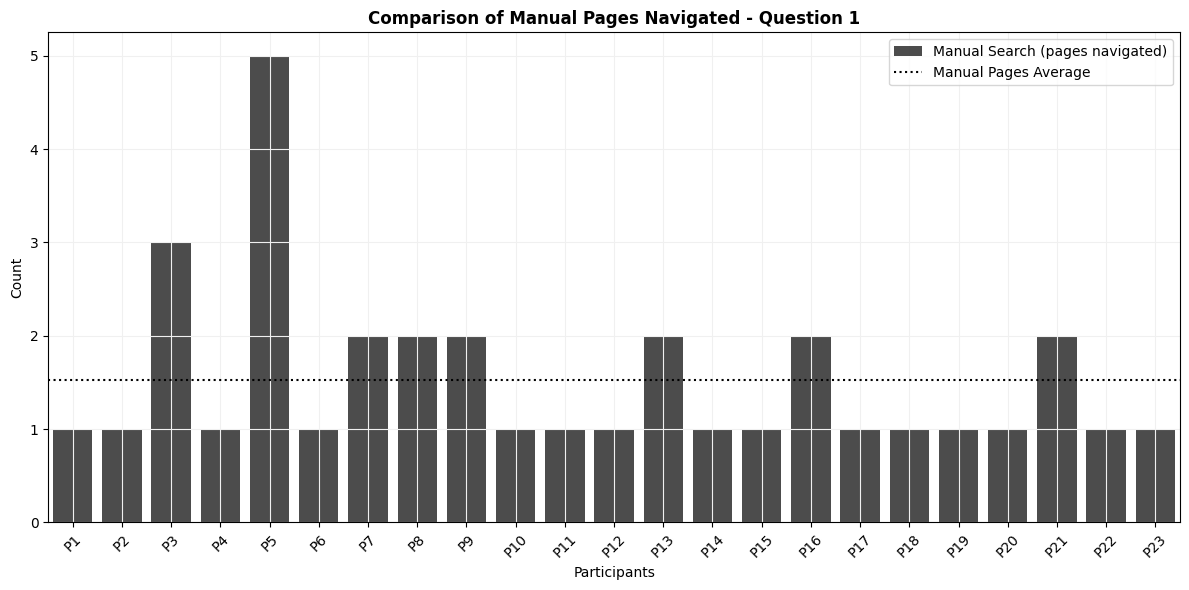 Comparison of Manual Pages Navigated - Question 1
Manual Search (pages navigated)
Manual Pages Average
Count
5
4
3
2
1
0
P1 P2 P3 P4 P5 P6 P7 P8 P9 P10 P11 P12 P13 P14 P15 P16 P17 P18 P19 P20 P21 P22 P23
Participants